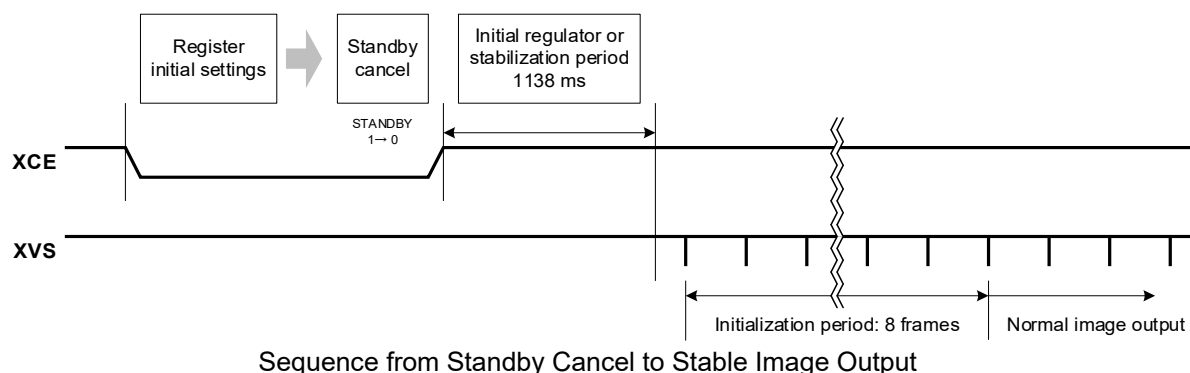 Register
initial settings
Standby
cancel
Initial regulator or
stabilization period
1138 ms
STANDBY
1→ 0
XCE
XVS
Initialization period: 8 frames
Normal image output
Sequence from Standby Cancel to Stable Image Output